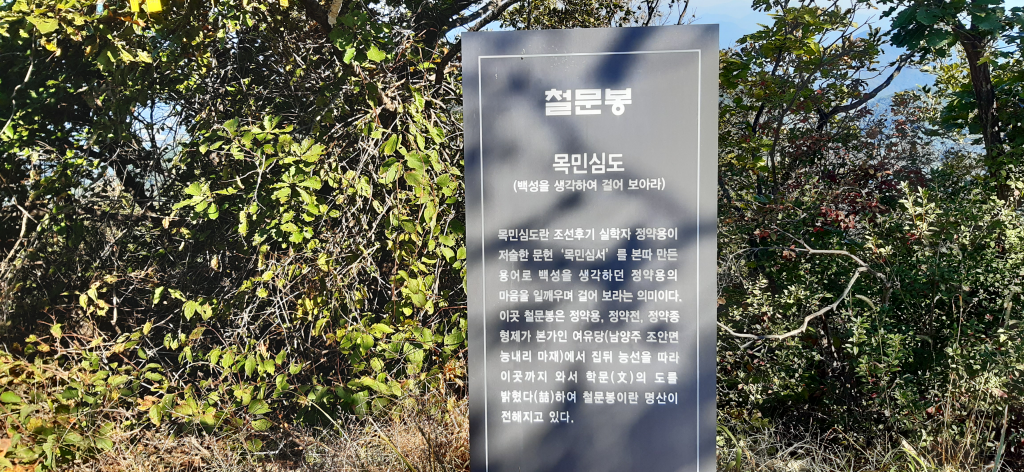 철문봉
목민심도
(백성을 생각하여 걸어 보아라)
목민심도란 조선후기 실학자 정약용이
저술한 문헌 ‘목민심서’를 본따 만든
용어로 백성을 생각하던 정약용의
마음을 일깨우며 걸어 보라는 의미이다.
이곳 철문봉은 정약용, 정약전, 정약종
형제가 본가인 여유당(남양주 조안면
능내리 마재)에서 집뒤 능선을 따라
이곳까지 와서 학문(文)의 도를
밝혔다(喆)하여 철문봉이란 명산이
전해지고 있다.